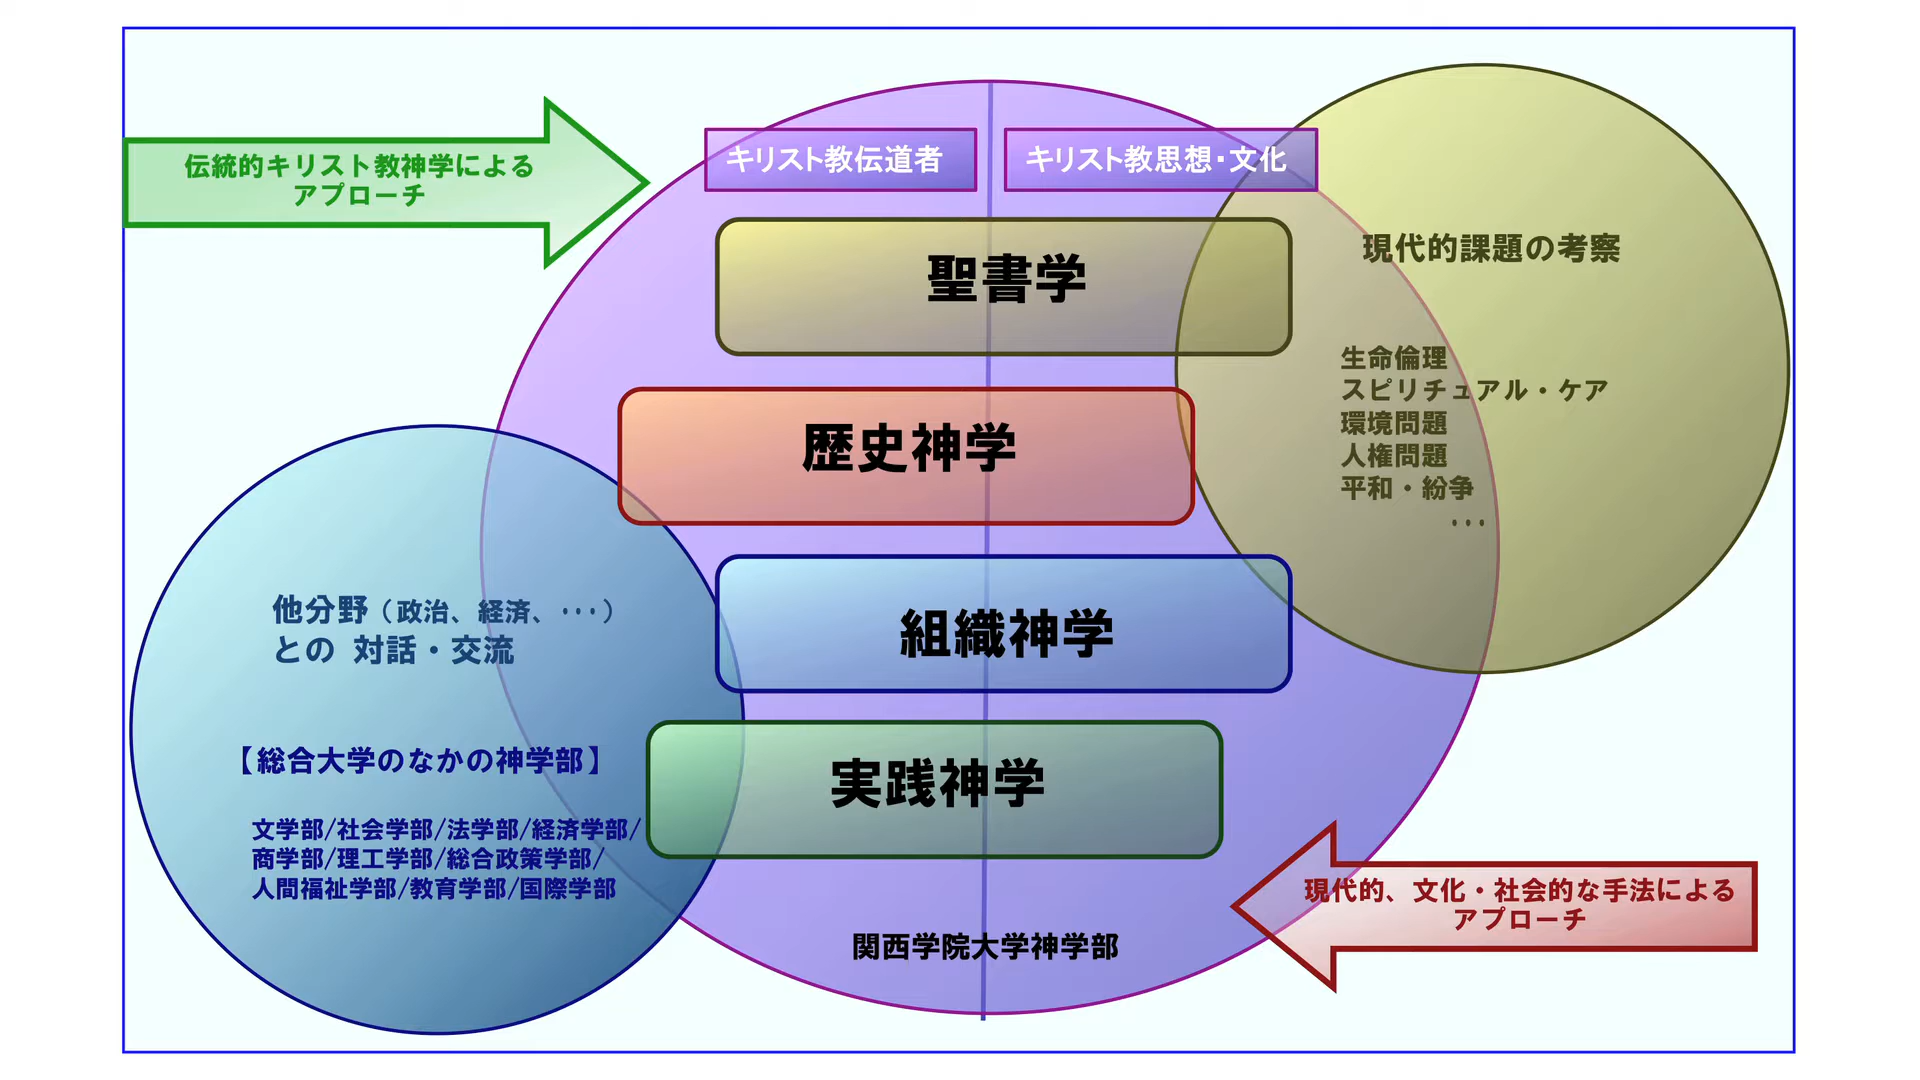 伝統的キリスト教神学による
アプローチ
キリスト教伝道者
キリスト教思想・文化
聖書学
歴史神学
組織神学
実践神学
関西学院大学神学部
現代的課題の考察
生命倫理
スピリチュアル・ケア
環境問題
人権問題
平和・紛争
・・・
他分野（政治、経済、・・・）
との 対話・交流
【総合大学のなかの神学部】
文学部/社会学部/法学部/経済学部/
商学部/理工学部/総合政策学部/
人間福祉学部/教育学部/国際学部
現代的、文化・社会的な手法による
アプローチ